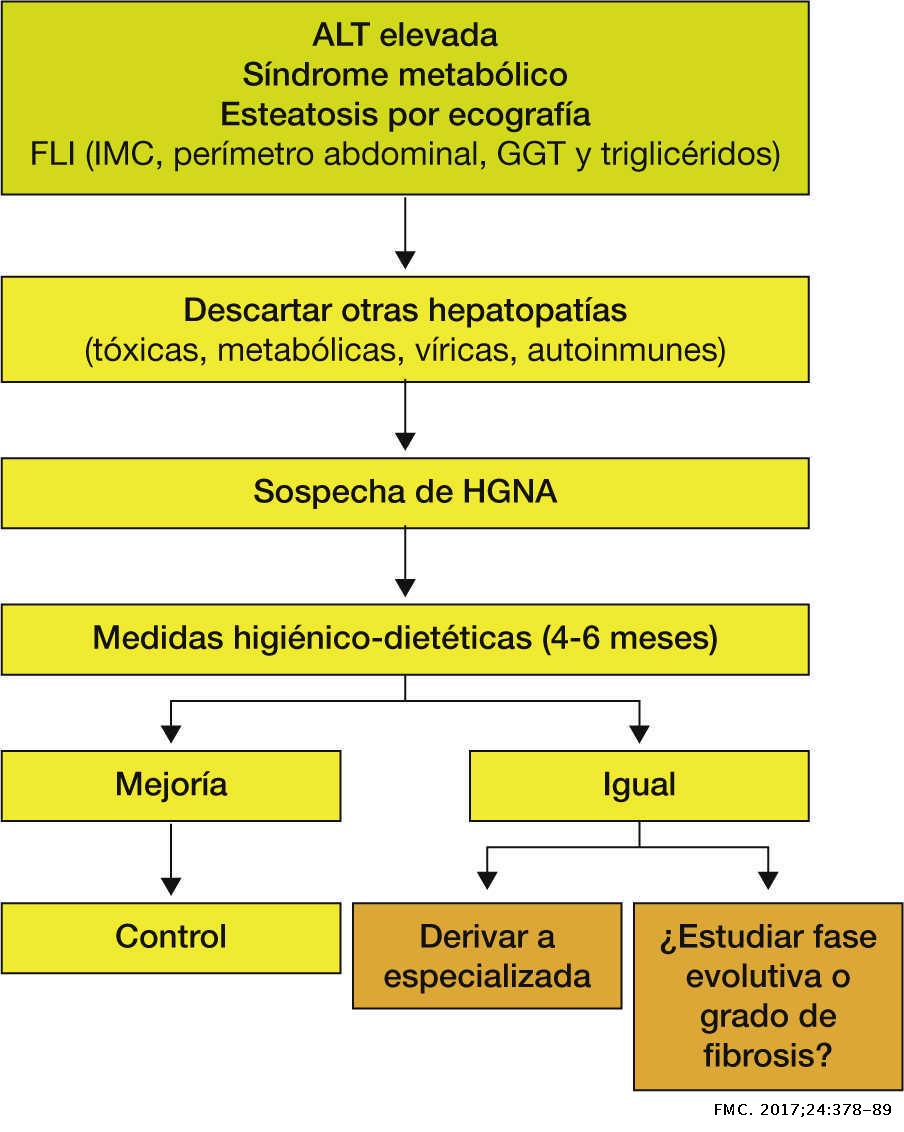 ALT elevada
Síndrome metabólico
Esteatosis por ecografía
FLI (IMC, perímetro abdominal, GGT y triglicéridos)
Descartar otras hepatopatías
(tóxicas, metabólicas, víricas, autoinmunes)
Sospecha de HGNA
Medidas higiénico-dietéticas (4-6 meses)
Mejoría
Igual
Control
Derivar a
especializada
¿Estudiar fase
evolutiva o
grado de
fibrosis?
FMC. 2017;24:378–89